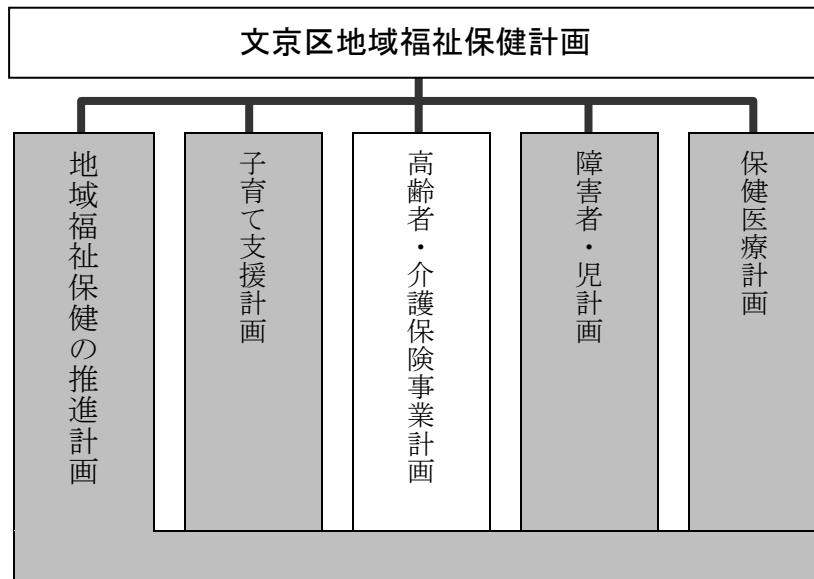 文京区地域福祉保健計画
地域福祉保健の推進計画
子育て支援計画
高齢者・介護保険事業計画
障害者・児計画
保健医療計画